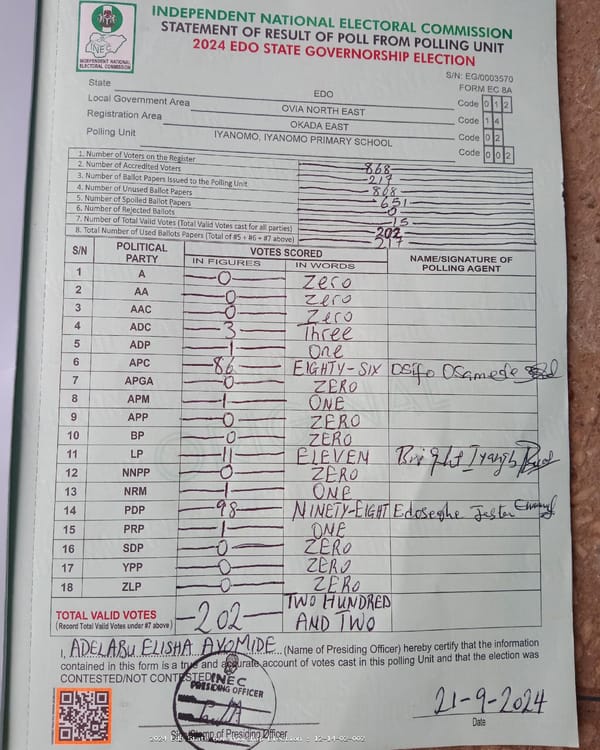 INDEPENDENT NATIONAL ELECTORAL COMMISSION
STATEMENT OF RESULT OF POLL FROM POLLING UNIT
2024 EDO STATE GOVERNORSHIP ELECTION
INEC
INDEPENDENT NATIONAL
ELECTORAL COMMISSION
S/N: EG/0003570
FORM EC 8A
State EDO Code 0 1 2
Local Government Area OVIA NORTH EAST Code 1 4
Registration Area OKADA EAST Code 0 2
Polling Unit IYANOMO, IYANOMO PRIMARY SCHOOL Code 0 0 2
1. Number of Voters on the Register 868
2. Number of Accredited Voters 217
3. Number of Ballot Papers Issued to the Polling Unit 868
4. Number of Unused Ballot Papers 651
5. Number of Spoiled Ballot Papers 0
6. Number of Rejected Ballots 15
7. Number of Total Valid Votes (Total Valid Votes cast for all parties) 202
8. Total Number of Used Ballots Papers (Total of #5 + #6 + #7 above) 217
S/N POLITICAL PARTY VOTES SCORED NAME/SIGNATURE OF POLLING AGENT
IN FIGURES IN WORDS
1 A 0 Zero
2 AA 0 Zero
3 AAC 0 Zero
4 ADC 3 Three
5 ADP 1 One
6 APC 86 EIGHTY-SIX Osifo Osamede
7 APGA 0 ZERO
8 APM 1 ONE
9 APP 0 ZERO
10 BP 0 ZERO
11 LP 11 ELEVEN Bright
12 NNPP 0 ZERO
13 NRM 1 ONE
14 PDP 98 NINETY-EIGHT Edoseghe
15 PRP 1 ONE
16 SDP 0 ZERO
17 YPP 0 ZERO
18 ZLP 0 ZERO
TOTAL VALID VOTES 202 TWO HUNDRED AND TWO
(Record Total Valid Votes under #7 above)
I, ADELABU ELISHA AYOMIDE (Name of Presiding Officer) hereby certify that the information
contained in this form is a true and accurate account of votes cast in this polling Unit and that the election was
CONTESTED/NOT CONTESTED
INEC
PRESIDING OFFICER
21-9-2024
Stamp of Presiding Officer Date